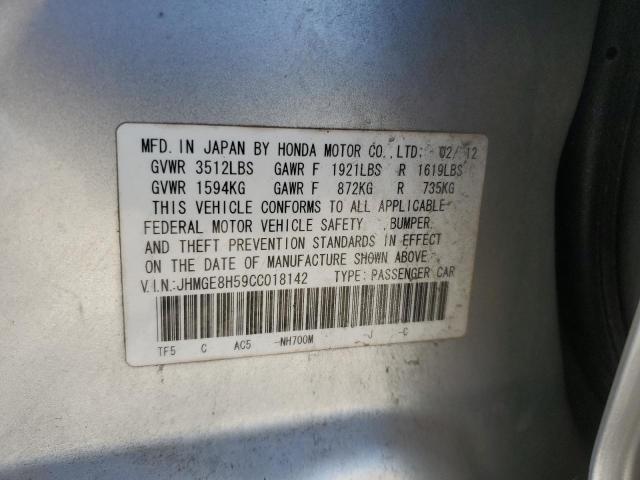 MFD. IN JAPAN BY HONDA MOTOR CO., LTD: 02/12
GVWR 3512LBS GAWR F 1921LBS R 1619LBS
GVWR 1594KG GAWR F 872KG R 735KG
THIS VEHICLE CONFORMS TO ALL APPLICABLE
FEDERAL MOTOR VEHICLE SAFETY ,BUMPER,
AND THEFT PREVENTION STANDARDS IN EFFECT
ON THE DATE OF MANUFACTURE SHOWN ABOVE.
V.I.N.:JHMGE8H59CC018142 TYPE: PASSENGER CAR
TF5 C AC5 -NH700M -J -C